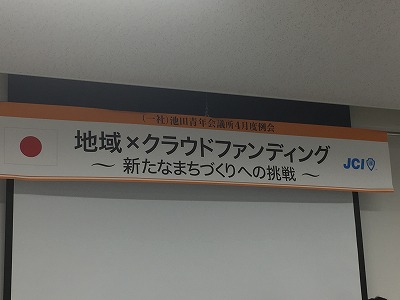 (一社)池田青年会議所4月度例会
地域×クラウドファンディング
～新たなまちづくりへの挑戦～
JCI